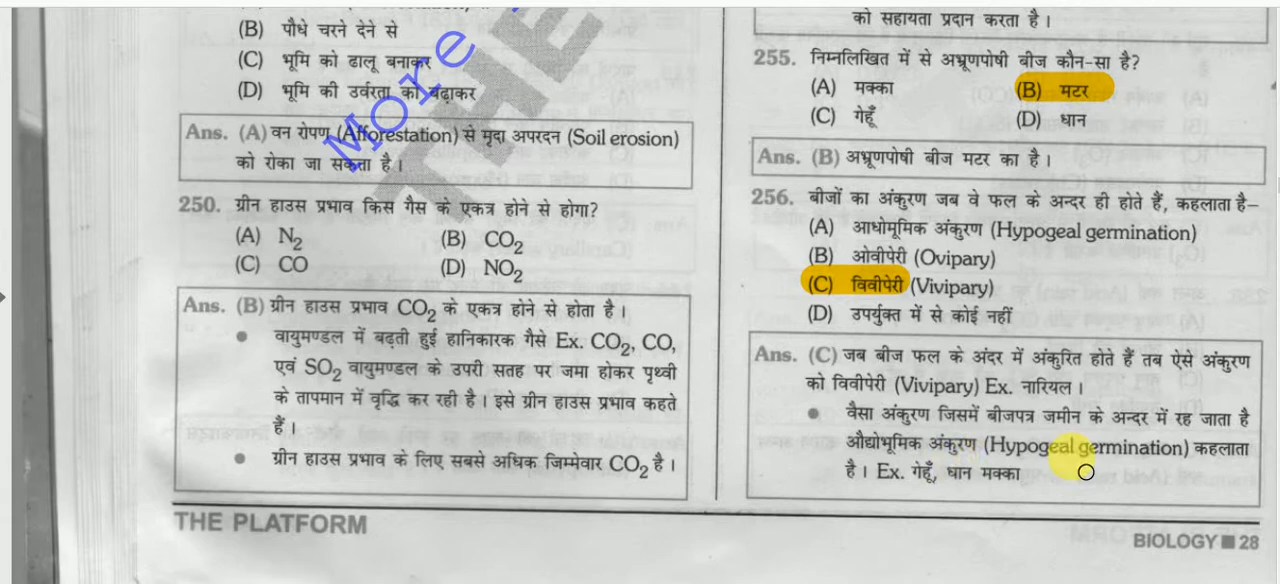 (B) पौधे चरने देने से
(C) भूमि को ढालू बनाकर
(D) भूमि की उर्वरता को बढ़ाकर
Ans. (A) वन रोपण (Afforestation) से मृदा अपरदन (Soil erosion)
को रोका जा सकता है।
250. ग्रीन हाउस प्रभाव किस गैस के एकत्र होने से होगा?
(A) N₂ (B) CO₂
(C) CO (D) NO₂
Ans. (B) ग्रीन हाउस प्रभाव CO₂ के एकत्र होने से होता है।
● वायुमण्डल में बढ़ती हुई हानिकारक गैसे Ex. CO₂, CO,
एवं SO₂ वायुमण्डल के उपरी सतह पर जमा होकर पृथ्वी
के तापमान में वृद्धि कर रही है। इसे ग्रीन हाउस प्रभाव कहते
हैं।
● ग्रीन हाउस प्रभाव के लिए सबसे अधिक जिम्मेवार CO₂ है।
More
THE
को सहायता प्रदान करता है।
255. निम्नलिखित में से अभ्रूणपोषी बीज कौन-सा है?
(A) मक्का (B) मटर
(C) गेहूँ (D) धान
Ans. (B) अभ्रूणपोषी बीज मटर का है।
256. बीजों का अंकुरण जब वे फल के अन्दर ही होते हैं, कहलाता है–
(A) आधोमूमिक अंकुरण (Hypogeal germination)
(B) ओवीपेरी (Ovipary)
(C) विवीपेरी (Vivipary)
(D) उपर्युक्त में से कोई नहीं
Ans. (C) जब बीज फल के अंदर में अंकुरित होते हैं तब ऐसे अंकुरण
को विवीपेरी (Vivipary) Ex. नारियल।
● वैसा अंकुरण जिसमें बीजपत्र जमीन के अन्दर में रह जाता है
औद्योभूमिक अंकुरण (Hypogeal germination) कहलाता
है। Ex. गेहूँ, धान मक्का
THE PLATFORM
BIOLOGY ■ 28